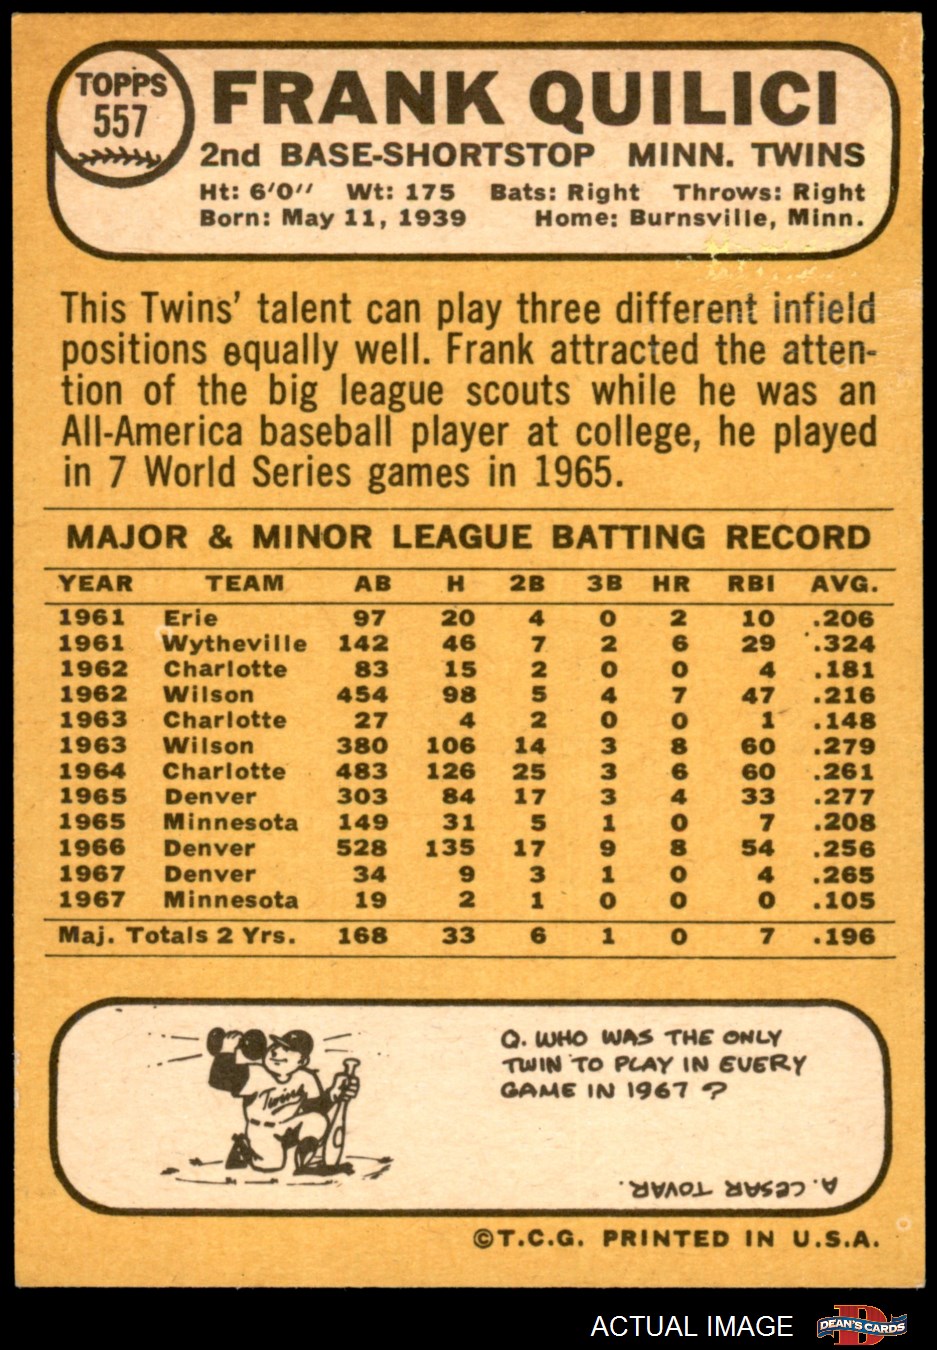 TOPPS
557
FRANK QUILICI
2nd BASE-SHORTSTOP MINN. TWINS
Ht: 6'0'' Wt: 175 Bats: Right Throws: Right
Born: May 11, 1939 Home: Burnsville, Minn.
This Twins' talent can play three different infield
positions equally well. Frank attracted the atten-
tion of the big league scouts while he was an
All-America baseball player at college, he played
in 7 World Series games in 1965.
MAJOR & MINOR LEAGUE BATTING RECORD
YEAR TEAM AB H 2B 3B HR RBI AVG.
1961 Erie 97 20 4 0 2 10 .206
1961 Wytheville 142 46 7 2 6 29 .324
1962 Charlotte 83 15 2 0 0 4 .181
1962 Wilson 454 98 5 4 7 47 .216
1963 Charlotte 27 4 2 0 0 1 .148
1963 Wilson 380 106 14 3 8 60 .279
1964 Charlotte 483 126 25 3 6 60 .261
1965 Denver 303 84 17 3 4 33 .277
1965 Minnesota 149 31 5 1 0 7 .208
1966 Denver 528 135 17 9 8 54 .256
1967 Denver 34 9 3 1 0 4 .265
1967 Minnesota 19 2 1 0 0 0 .105
Maj. Totals 2 Yrs. 168 33 6 1 0 7 .196
Twins
Q. WHO WAS THE ONLY
TWIN TO PLAY IN EVERY
GAME IN 1967 ?
A. CESAR TOVAR.
©T.C.G. PRINTED IN U.S.A.
ACTUAL IMAGE
D
DEAN'S CARDS